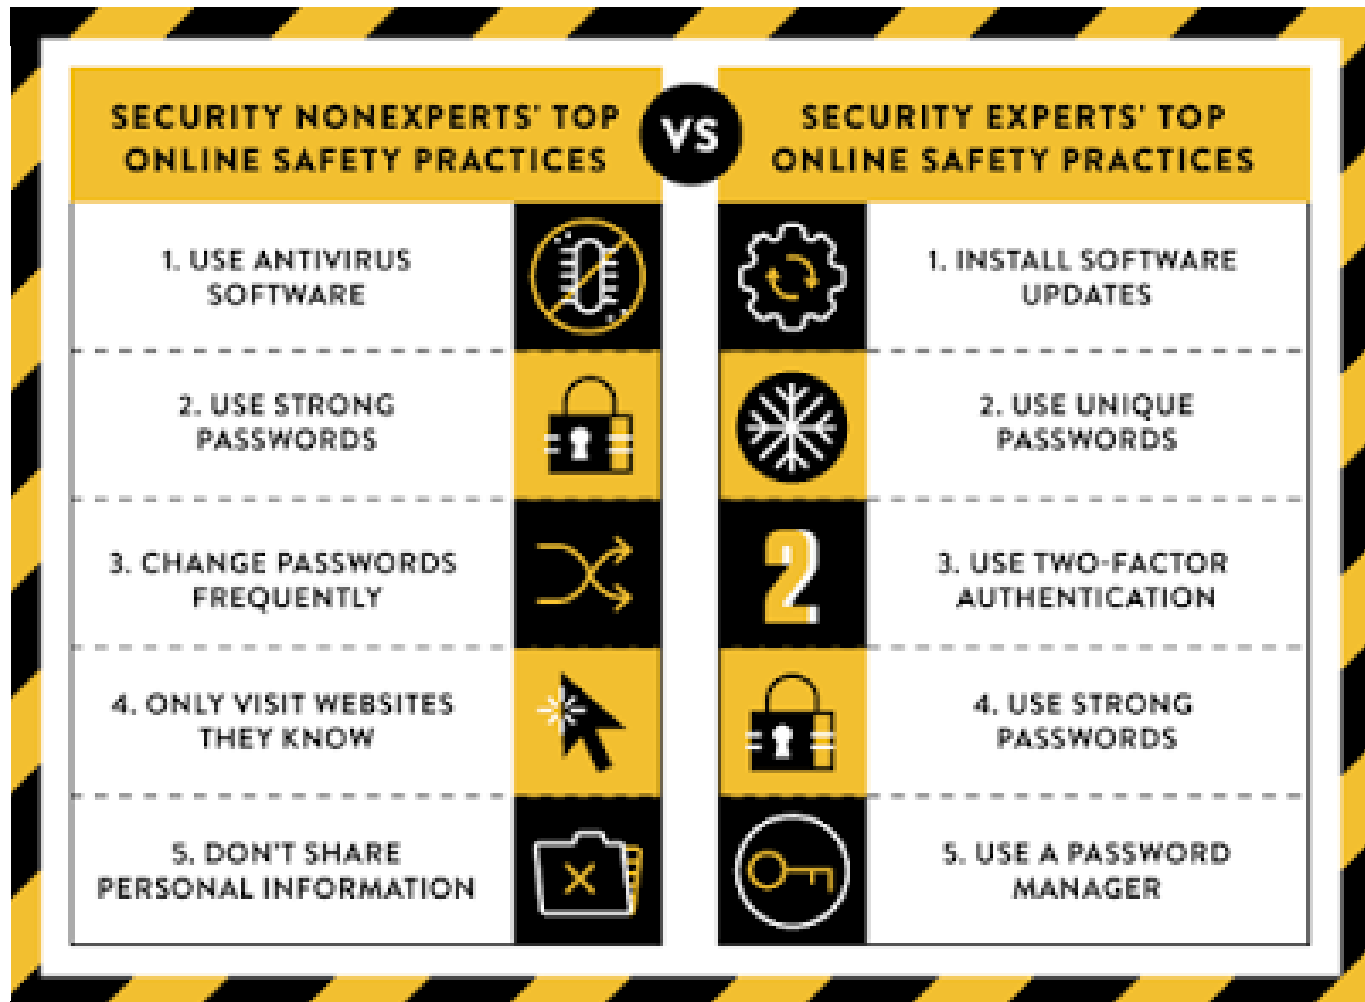 SECURITY NONEXPERTS' TOP
ONLINE SAFETY PRACTICES
VS
SECURITY EXPERTS' TOP
ONLINE SAFETY PRACTICES
1. USE ANTIVIRUS
SOFTWARE
2. USE STRONG
PASSWORDS
3. CHANGE PASSWORDS
FREQUENTLY
4. ONLY VISIT WEBSITES
THEY KNOW
5. DON'T SHARE
PERSONAL INFORMATION
1. INSTALL SOFTWARE
UPDATES
2. USE UNIQUE
PASSWORDS
2
3. USE TWO-FACTOR
AUTHENTICATION
4. USE STRONG
PASSWORDS
5. USE A PASSWORD
MANAGER